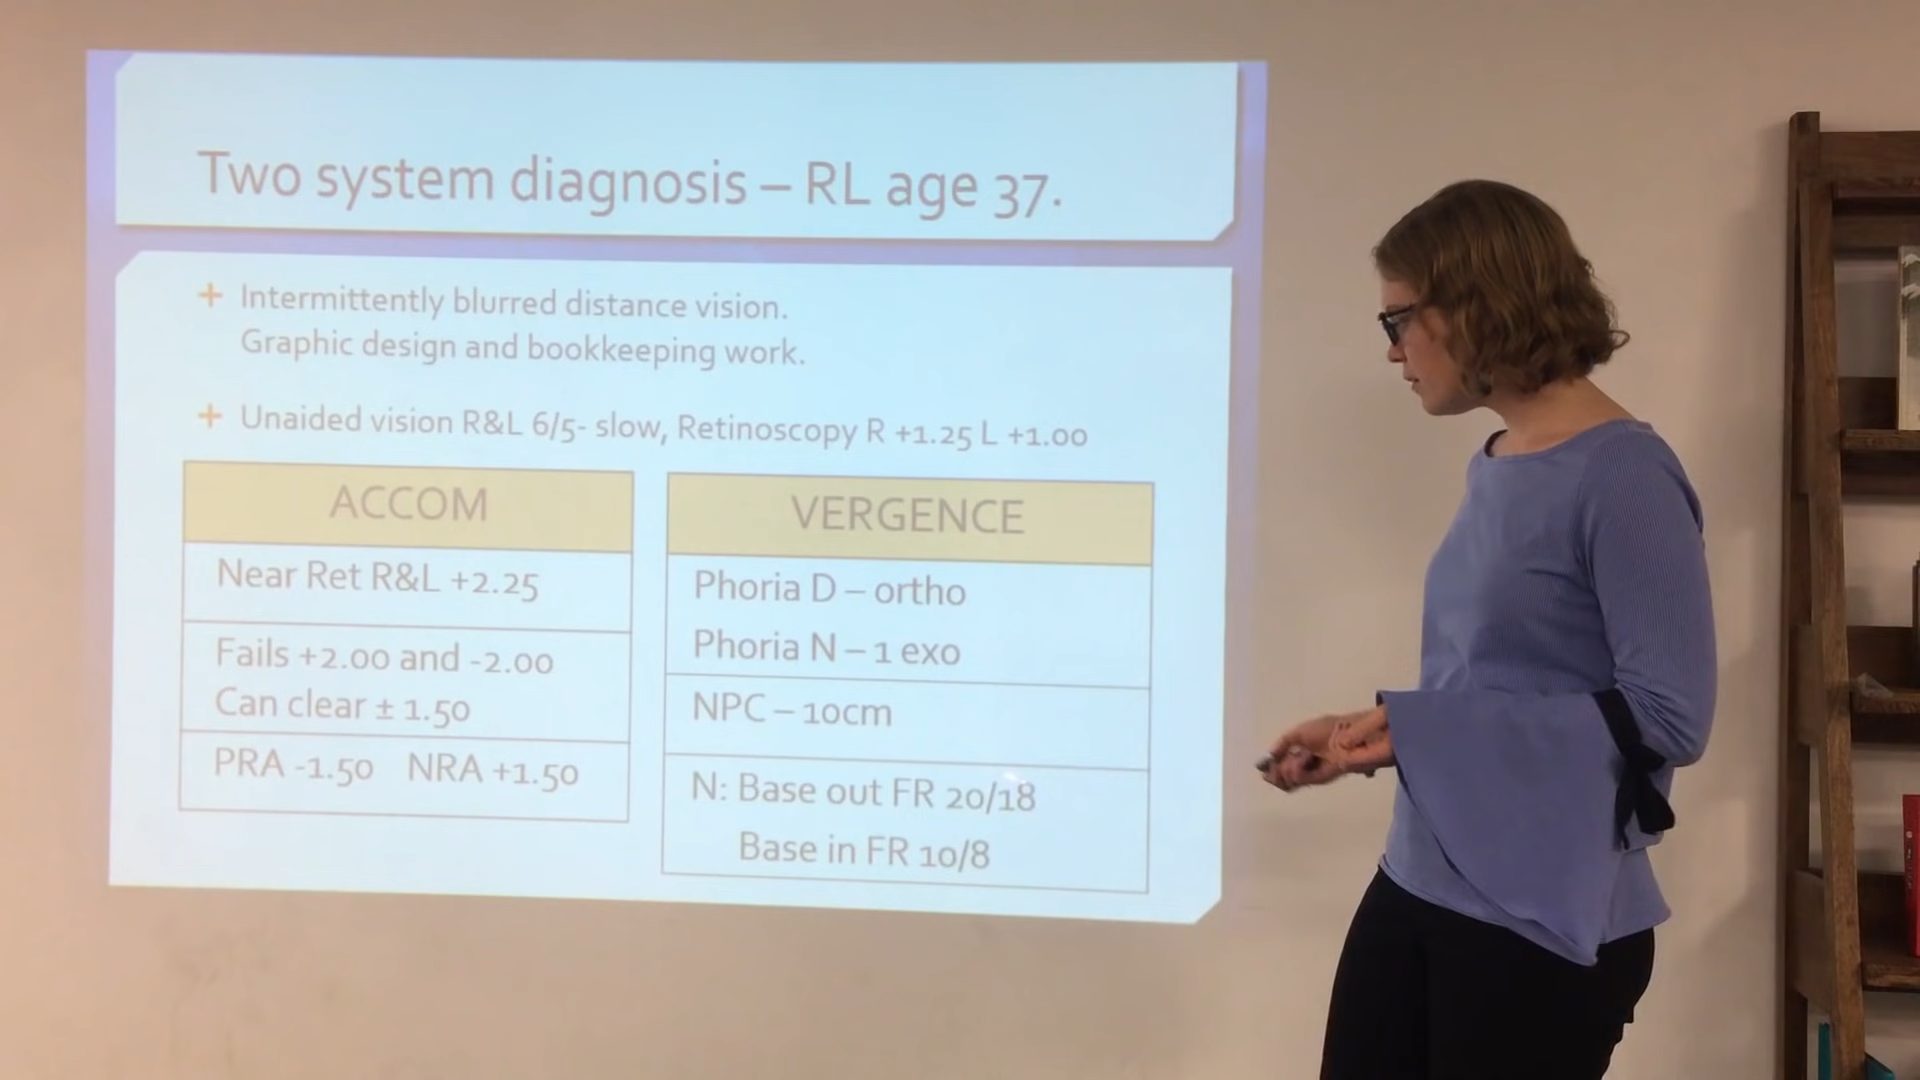 Two system diagnosis – RL age 37.
+ Intermittently blurred distance vision.
Graphic design and bookkeeping work.
+ Unaided vision R&L 6/5- slow, Retinoscopy R +1.25 L +1.00
ACCOM
Near Ret R&L +2.25
Fails +2.00 and -2.00
Can clear ± 1.50
PRA -1.50 NRA +1.50
VERGENCE
Phoria D – ortho
Phoria N – 1 exo
NPC – 10cm
N: Base out FR 20/18
Base in FR 10/8